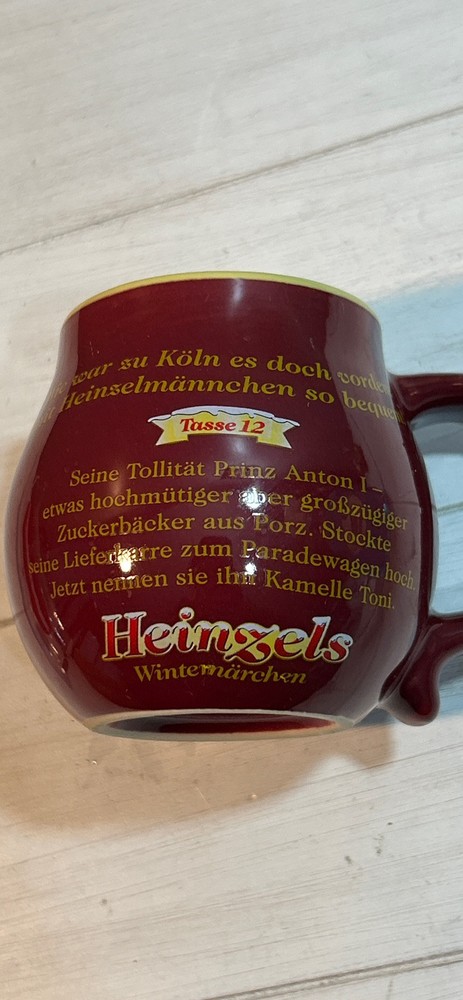 war zu Köln es doch
Heinzelmännchen so
Tasse 12
Seine Tollität Prinz Anton I –
etwas hochmütiger aber großzügiger
Zuckerbäcker aus Porz. Stockte
seine Lieferkarre zum Paradewagen hoch.
Jetzt nennen sie ihn Kamelle Toni.
Heinzels
Wintermärchen